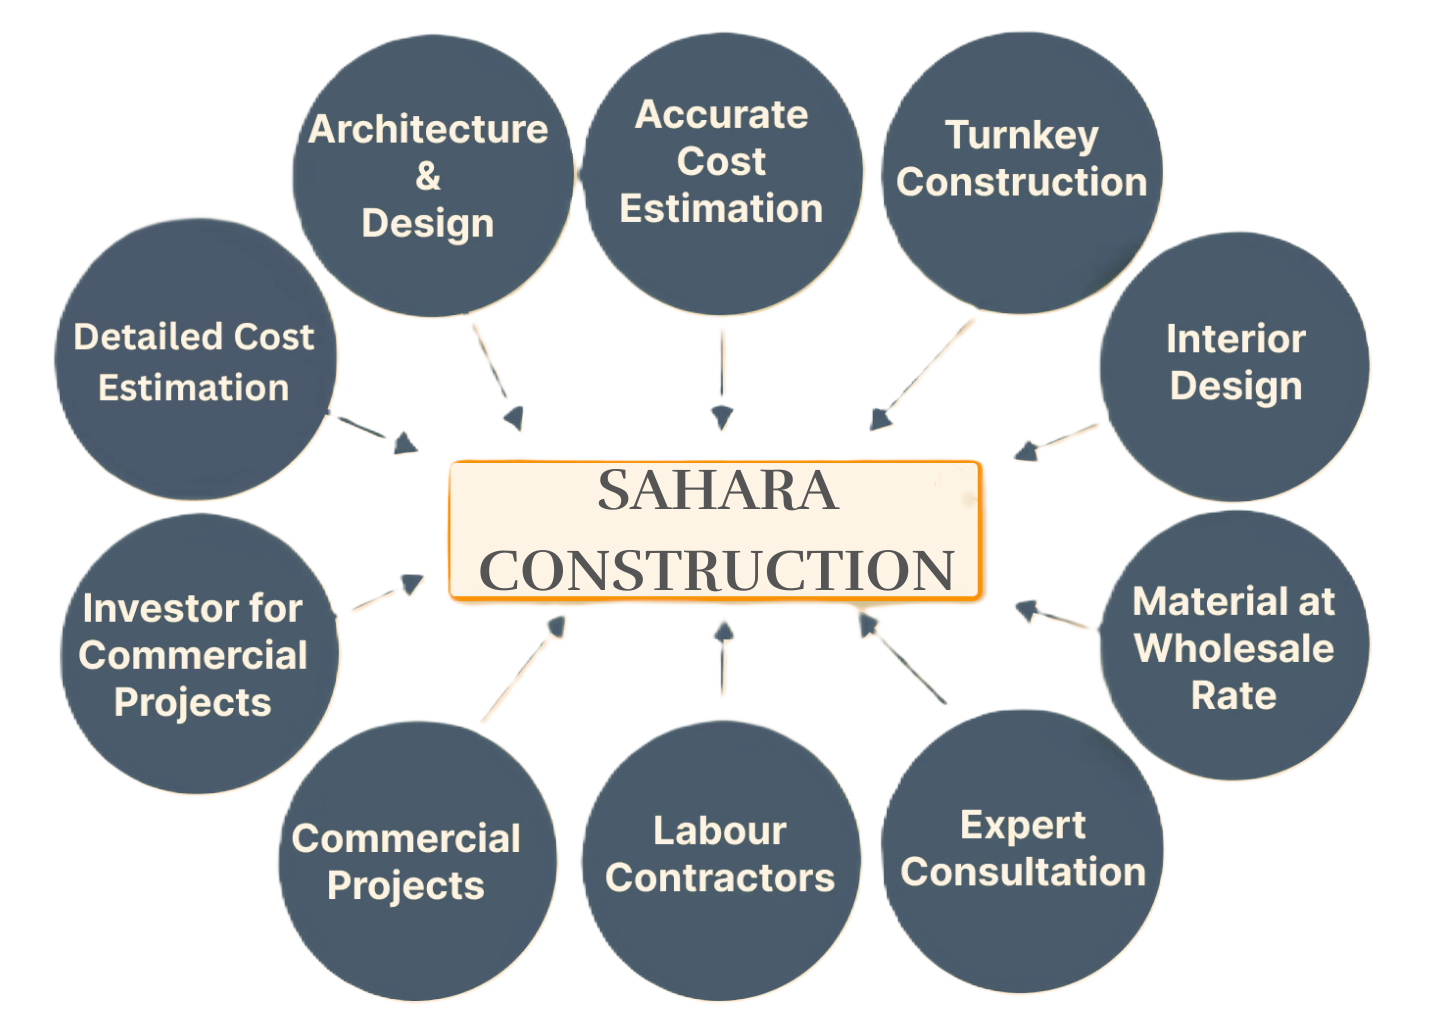 Architecture
&
Design
Accurate
Cost
Estimation
Turnkey
Construction
Detailed Cost
Estimation
Interior
Design
SAHARA
CONSTRUCTION
Investor for
Commercial
Projects
Material at
Wholesale
Rate
Commercial
Projects
Labour
Contractors
Expert
Consultation